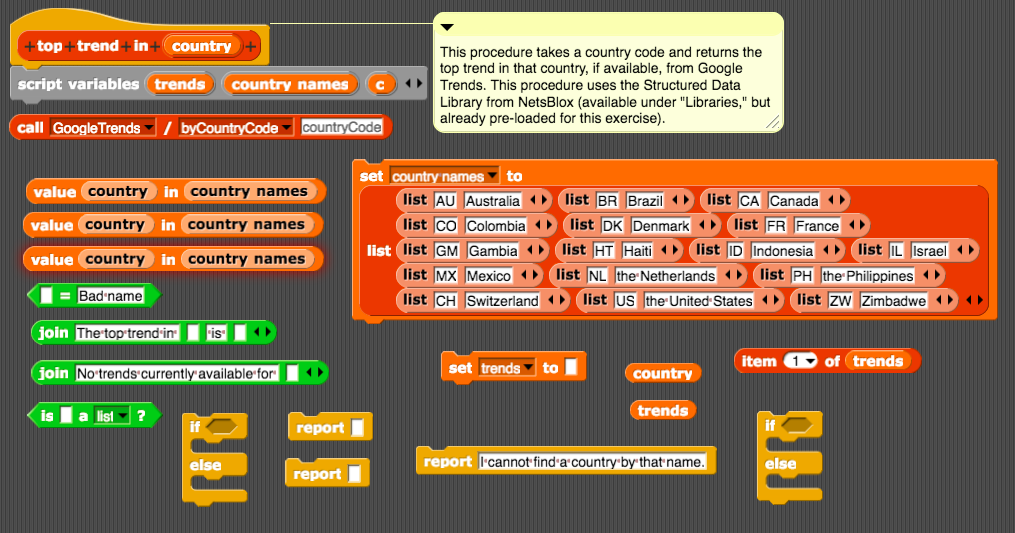 + top + trend + in + country +
script variables trends country names c
This procedure takes a country code and returns the
top trend in that country, if available, from Google
Trends. This procedure uses the Structured Data
Library from NetsBlox (available under "Libraries," but
already pre-loaded for this exercise).
call GoogleTrends / byCountryCode countryCode
set country names to
list AU Australia list BR Brazil list CA Canada
list CO Colombia list DK Denmark list FR France
list
list GM Gambia list HT Haiti list ID Indonesia list IL Israel
list MX Mexico list NL the Netherlands list PH the Philippines
list CH Switzerland list US the United States list ZW Zimbadwe
value country in country names
value country in country names
value country in country names
= Bad name
join The top trend in is
join No trends currently available for
is a list ?
set trends to
country
trends
item 1 of trends
if
else
report
report
report I cannot find a country by that name.
if
else